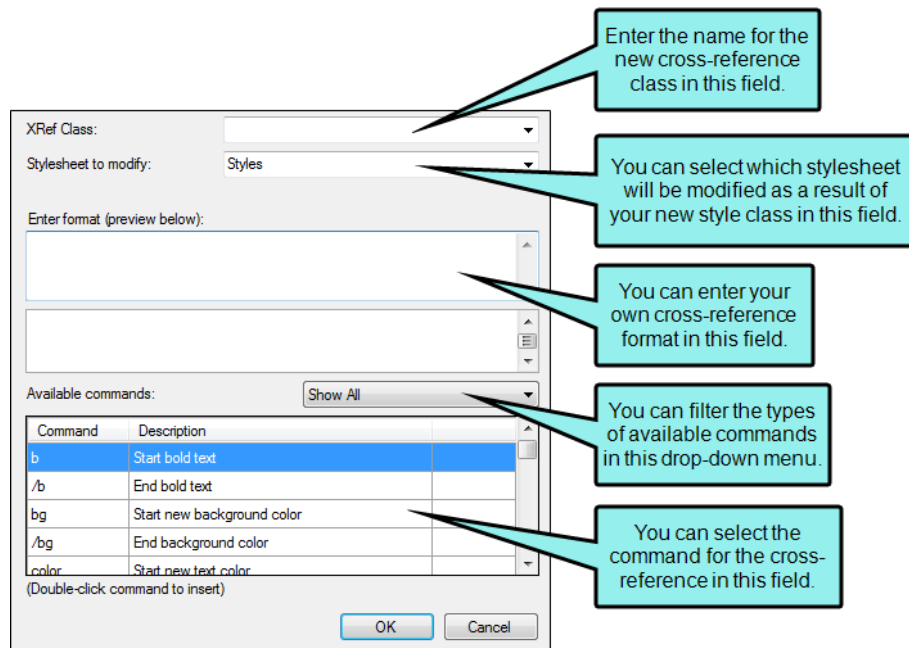 Enter the name for the
new cross-reference
class in this field.
XRef Class:
Stylesheet to modify:
Styles
You can select which stylesheet
will be modified as a result of
your new style class in this field.
Enter format (preview below):
You can enter your
own cross-reference
format in this field.
Available commands:
Show All
You can filter the types
of available commands
in this drop-down menu.
Command Description
b Start bold text
/b End bold text
bg Start new background color
/bg End background color
color Start new text color
You can select the
command for the cross-
reference in this field.
(Double-click command to insert)
OK Cancel